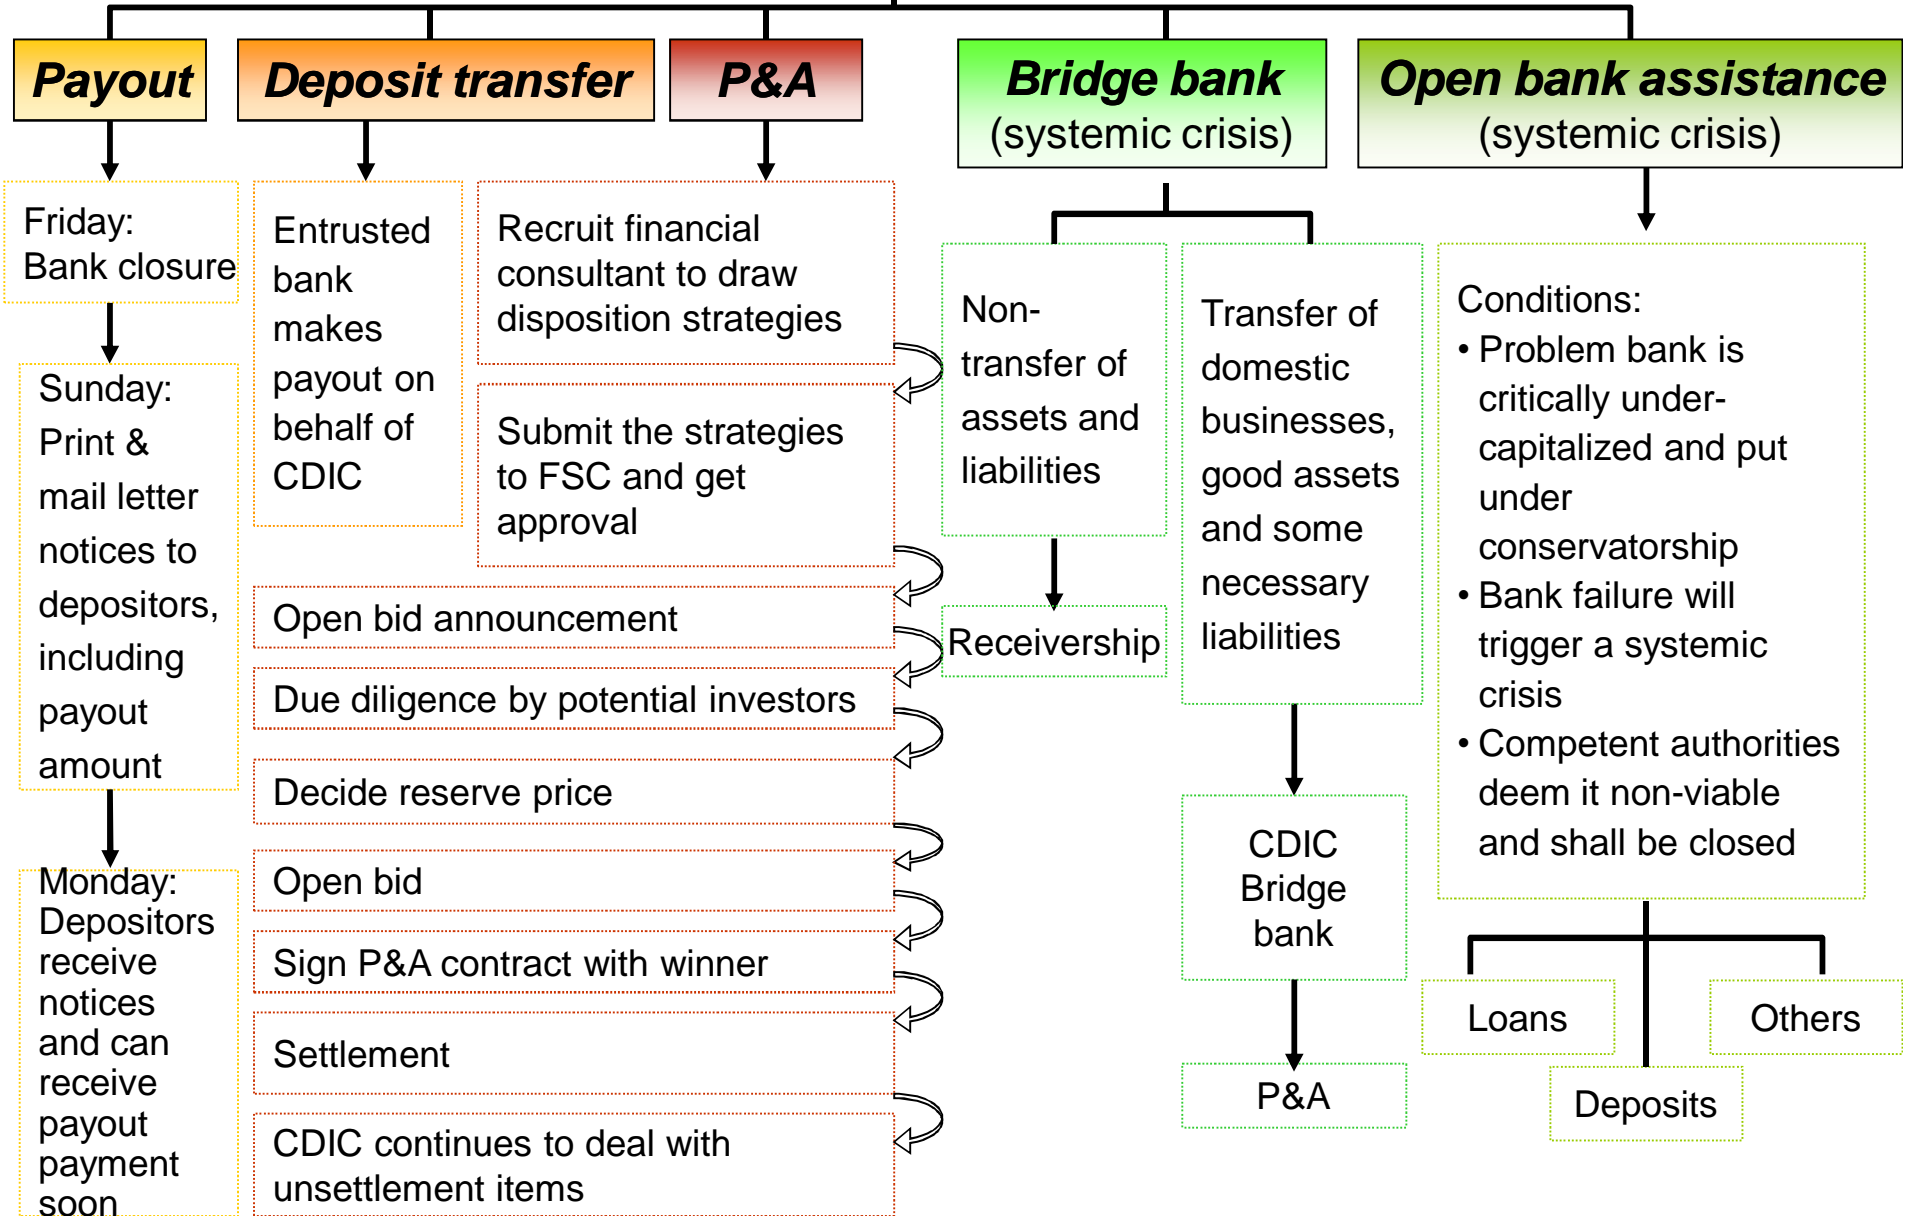 Payout
Deposit transfer
P&A
Bridge bank
(systemic crisis)
Open bank assistance
(systemic crisis)
Friday:
Bank closure
Sunday:
Print &
mail letter
notices to
depositors,
including
payout
amount
Monday:
Depositors
receive
notices
and can
receive
payout
payment
soon
Entrusted
bank
makes
payout on
behalf of
CDIC
Recruit financial
consultant to draw
disposition strategies
Submit the strategies
to FSC and get
approval
Open bid announcement
Due diligence by potential investors
Decide reserve price
Open bid
Sign P&A contract with winner
Settlement
CDIC continues to deal with
unsettlement items
Non-
transfer of
assets and
liabilities
Receivership
Transfer of
domestic
businesses,
good assets
and some
necessary
liabilities
CDIC
Bridge
bank
P&A
Conditions:
• Problem bank is
critically under-
capitalized and put
under
conservatorship
• Bank failure will
trigger a systemic
crisis
• Competent authorities
deem it non-viable
and shall be closed
Loans
Deposits
Others